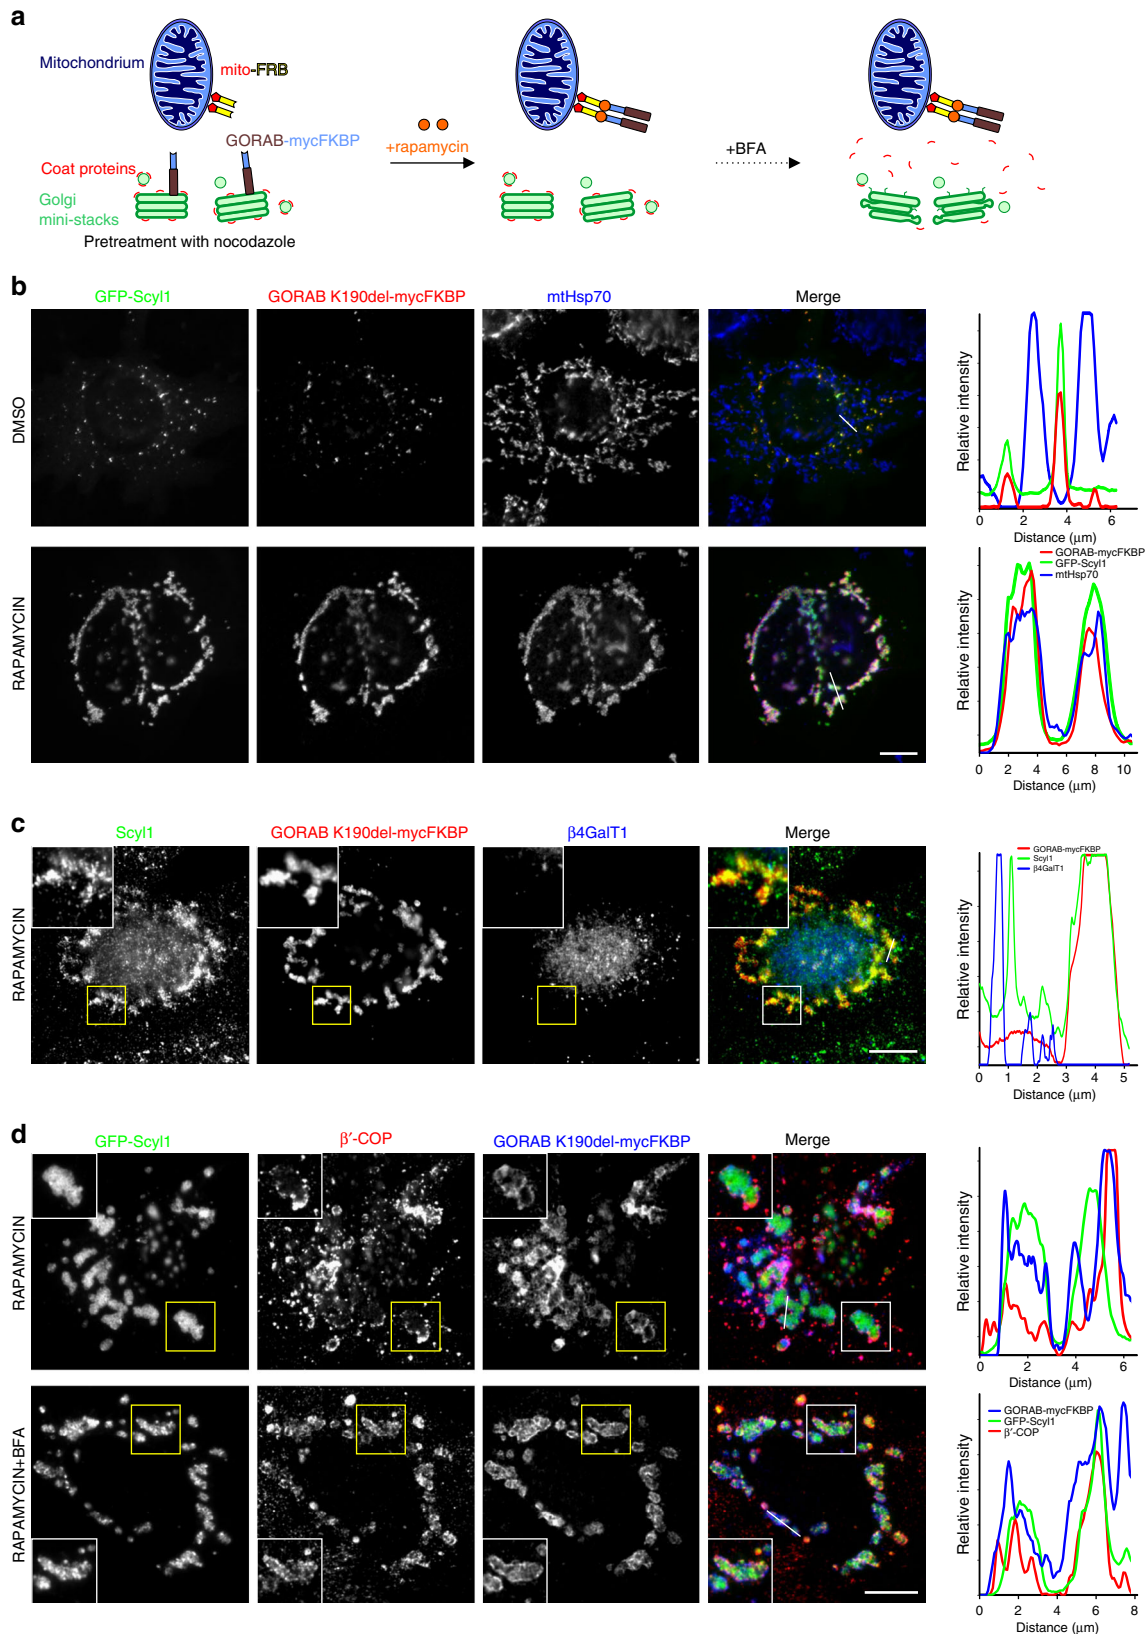 a
Mitochondrium
mito-FRB
GORAB-mycFKBP
Coat proteins
Golgi
mini-stacks
Pretreatment with nocodazole
+rapamycin
+BFA
b
GFP-Scyl1
GORAB K190del-mycFKBP
mtHsp70
Merge
DMSO
Relative intensity
0 2 4 6
Distance (μm)
RAPAMYCIN
GORAB-mycFKBP
GFP-Scyl1
mtHsp70
Relative intensity
0 2 4 6 8 10
Distance (μm)
c
Scyl1
GORAB K190del-mycFKBP
β4GalT1
Merge
RAPAMYCIN
GORAB-mycFKBP
Scyl1
β4GalT1
Relative intensity
0 1 2 3 4 5
Distance (μm)
d
GFP-Scyl1
β′-COP
GORAB K190del-mycFKBP
Merge
RAPAMYCIN
Relative intensity
0 2 4 6
Distance (μm)
RAPAMYCIN+BFA
GORAB-mycFKBP
GFP-Scyl1
β′-COP
Relative intensity
0 2 4 6 8
Distance (μm)